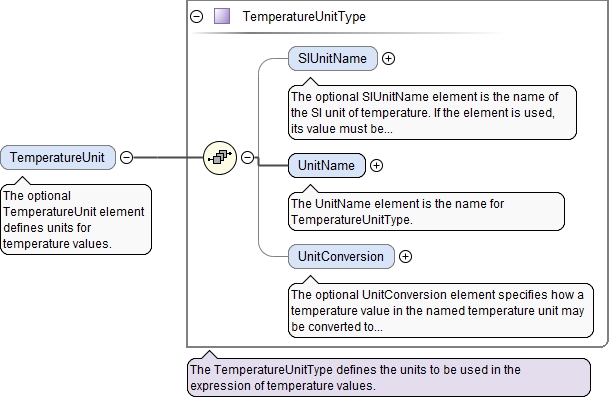 TemperatureUnitType
SIUnitName
The optional SIUnitName element is the name of
the SI unit of temperature. If the element is used,
its value must be...
TemperatureUnit
The optional
TemperatureUnit element
defines units for
temperature values.
UnitName
The UnitName element is the name for
TemperatureUnitType.
UnitConversion
The optional UnitConversion element specifies how a
temperature value in the named temperature unit may
be converted to...
The TemperatureUnitType defines the units to be used in the
expression of temperature values.